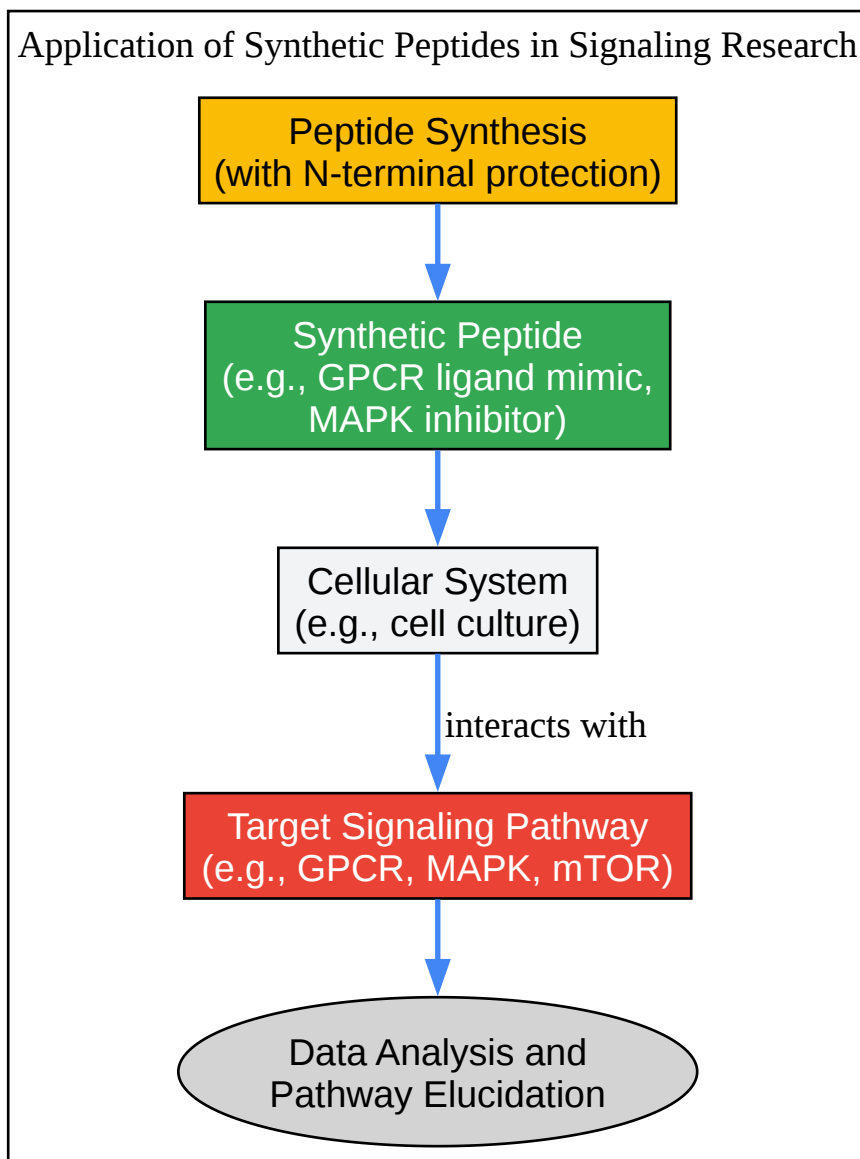 Application of Synthetic Peptides in Signaling Research
Peptide Synthesis
(with N-terminal protection)
Synthetic Peptide
(e.g., GPCR ligand mimic,
MAPK inhibitor)
Cellular System
(e.g., cell culture)
interacts with
Target Signaling Pathway
(e.g., GPCR, MAPK, mTOR)
Data Analysis and
Pathway Elucidation